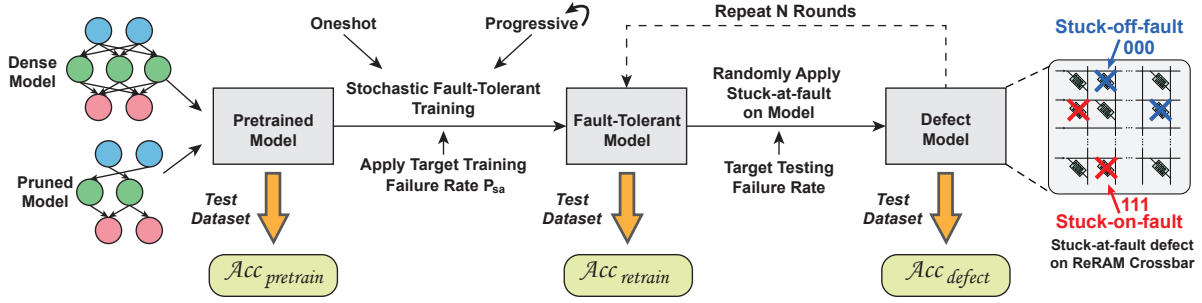 Dense
Model
Pruned
Model
Pretrained
Model
Oneshot
Progressive
Stochastic Fault-Tolerant
Training
Apply Target Training
Failure Rate Psa
Fault-Tolerant
Model
Repeat N Rounds
Randomly Apply
Stuck-at-fault
on Model
Target Testing
Failure Rate
Defect
Model
Test
Dataset
Acc pretrain
Test
Dataset
Acc retrain
Test
Dataset
Acc defect
Stuck-off-fault
000
111
Stuck-on-fault
Stuck-at-fault defect
on ReRAM Crossbar